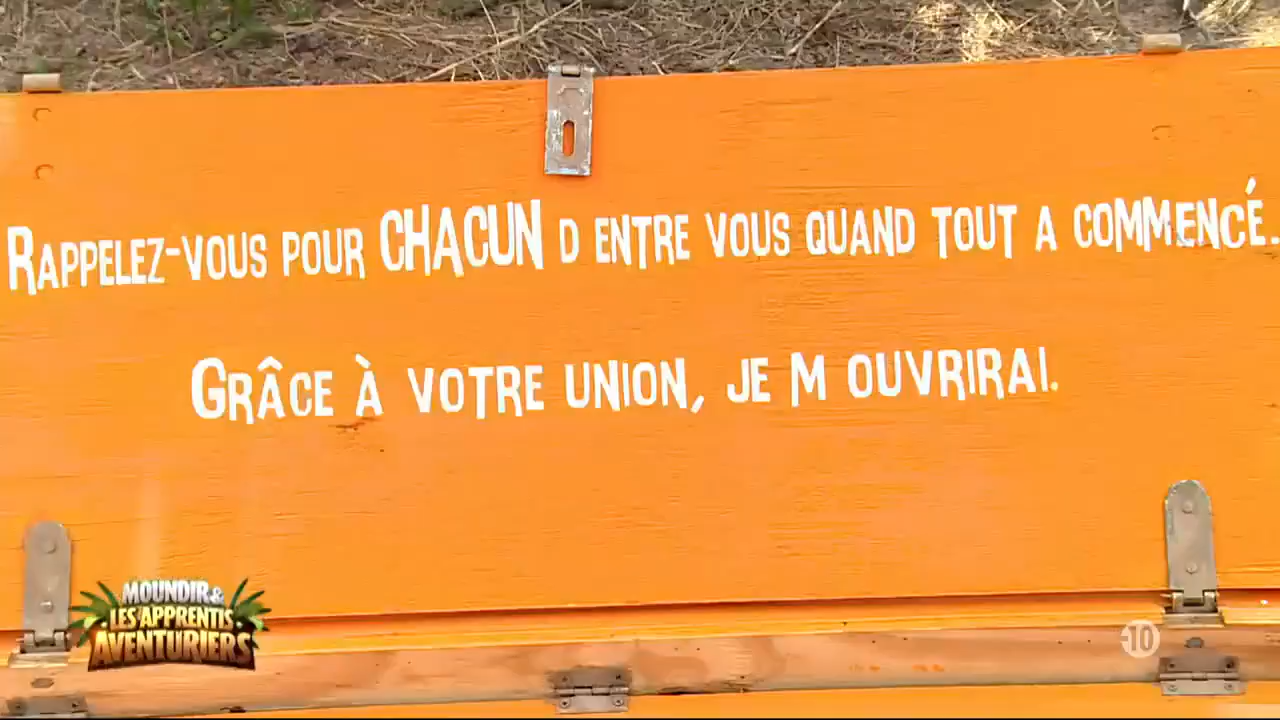 Rappelez-vous pour CHACUN d entre vous quand tout a commencé.
Grâce à votre union, je m ouvrirai.
MOUNDIR &
LES APPRENTIS
AVENTURIERS
-10